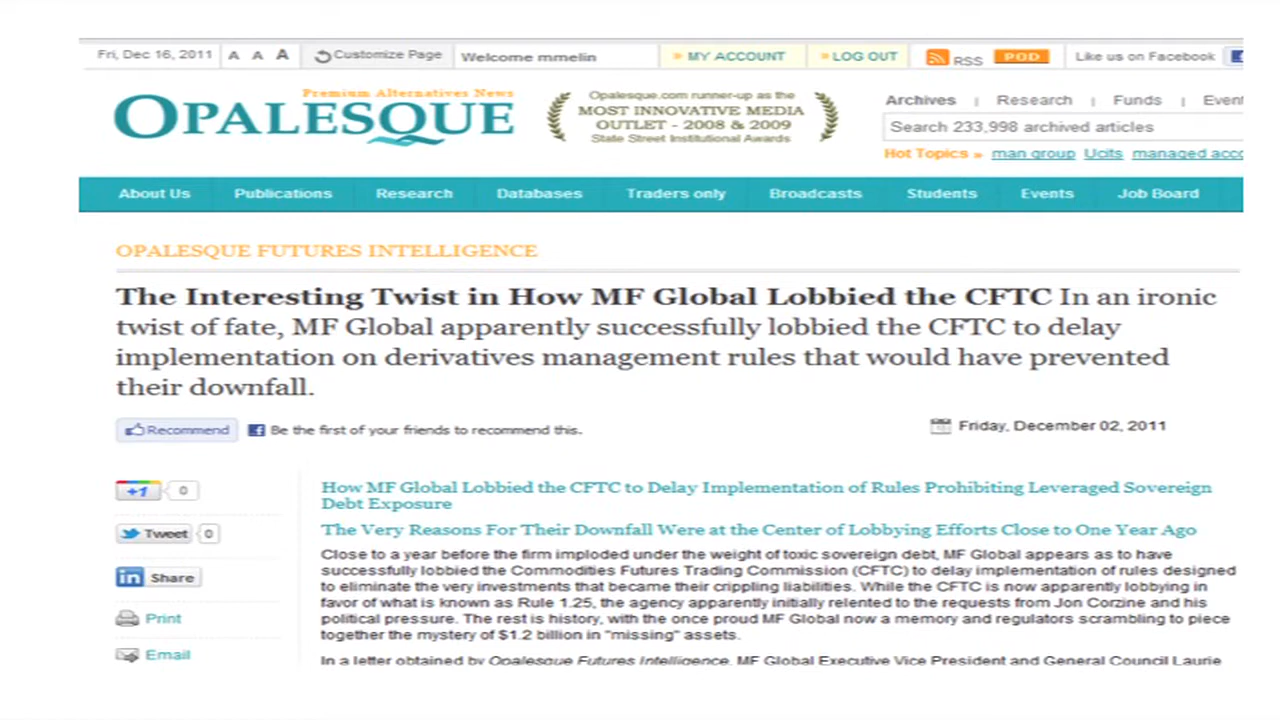 Fri, Dec 16, 2011 A A A Customize Page Welcome mmelin » MY ACCOUNT » LOG OUT RSS POD Like us on Facebook
Premium Alternatives News
OPALESQUE
Opalesque.com runner-up as the
MOST INNOVATIVE MEDIA
OUTLET - 2008 & 2009
State Street Institutional Awards
Archives | Research | Funds | Event
Search 233,998 archived articles
Hot Topics » man group Ucits managed acco
About Us Publications Research Databases Traders only Broadcasts Students Events Job Board
OPALESQUE FUTURES INTELLIGENCE
The Interesting Twist in How MF Global Lobbied the CFTC In an ironic
twist of fate, MF Global apparently successfully lobbied the CFTC to delay
implementation on derivatives management rules that would have prevented
their downfall.
Recommend Be the first of your friends to recommend this.
Friday, December 02, 2011
+1 0
Tweet 0
in Share
Print
Email
How MF Global Lobbied the CFTC to Delay Implementation of Rules Prohibiting Leveraged Sovereign
Debt Exposure
The Very Reasons For Their Downfall Were at the Center of Lobbying Efforts Close to One Year Ago
Close to a year before the firm imploded under the weight of toxic sovereign debt, MF Global appears as to have
successfully lobbied the Commodities Futures Trading Commission (CFTC) to delay implementation of rules designed
to eliminate the very investments that became their crippling liabilities. While the CFTC is now apparently lobbying in
favor of what is known as Rule 1.25, the agency apparently initially relented to the requests from Jon Corzine and his
political pressure. The rest is history, with the once proud MF Global now a memory and regulators scrambling to piece
together the mystery of $1.2 billion in "missing" assets.
In a letter obtained by Opalesque Futures Intelligence, MF Global Executive Vice President and General Council Laurie